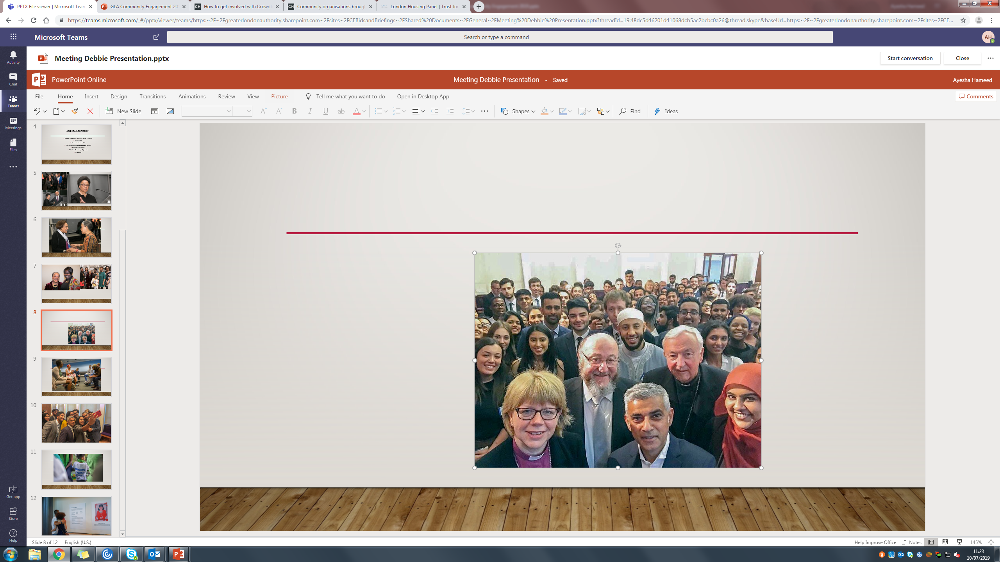 PPTX File viewer | Microsoft Team
GLA Community Engagement 20
How to get involved with Crowdf
Community organisations brough
London Housing Panel | Trust for
https://teams.microsoft.com/_#/pptx/viewer/teams/https:~2F~2Fgreaterlondonauthority.sharepoint.com~2Fsites~2FCEBidsandBriefings~2FShared%20Documents~2FGeneral~2FMeeting%20Debbie%20Presentation.pptx?threadId=19:48dc5d46201d41068dcb5ac2bcbc0a26@thread.skype&baseUrl=https:~2F~2Fgreaterlondonauthority.sharepoint.com~2Fsites~2FCE...
Microsoft Teams
Search or type a command
AH
Activity
Chat
Teams
Meetings
Files
Get app
Store
Help
Meeting Debbie Presentation.pptx
Start conversation
Close
PowerPoint Online
Meeting Debbie Presentation - Saved
Ayesha Hameed
File Home Insert Design Transitions Animations Review View Picture Tell me what you want to do Open in Desktop App Comments
New Slide B I U ab A Shapes Find Ideas
4
AGENDA FOR TODAY
5
6
7
8
9
10
11
12
Slide 8 of 12 English (U.S.)
Help Improve Office Notes 145%
11:23
10/07/2019